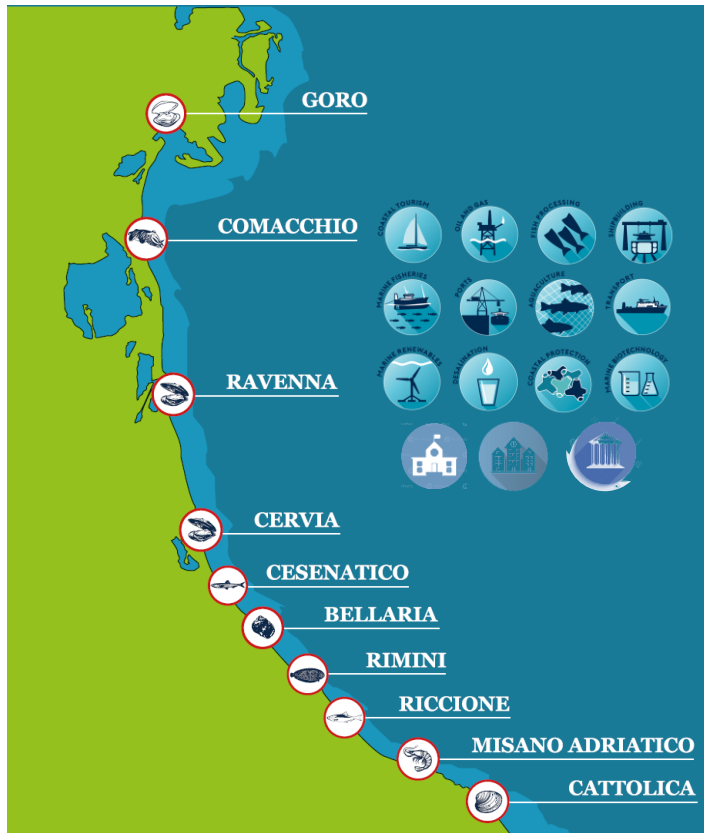 GORO
COMACCHIO
COASTAL TOURISM
OIL AND GAS
FISH PROCESSING
SHIPBUILDING
MARINE FISHERIES
PORTS
AQUACULTURE
TRANSPORT
RAVENNA
MARINE RENEWABLES
DESALINATION
COASTAL PROTECTION
MARINE BIOTECHNOLOGY
CERVIA
CESENATICO
BELLARIA
RIMINI
RICCIONE
MISANO ADRIATICO
CATTOLICA